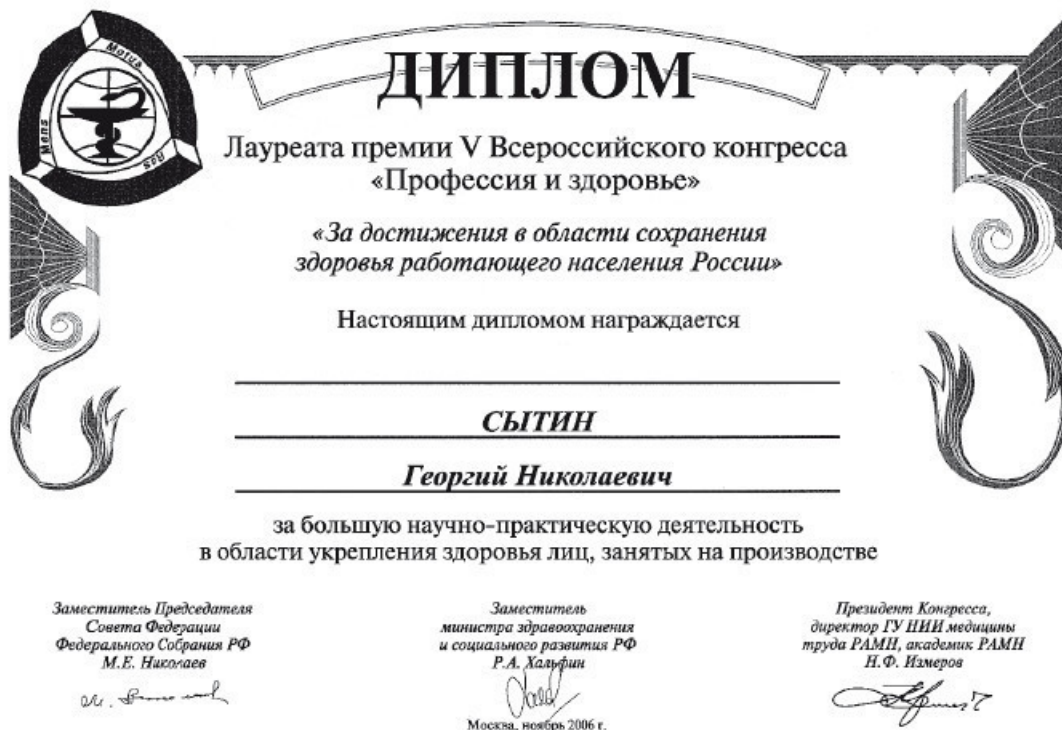 Motus
Mens
Res
ДИПЛОМ
Лауреата премии V Всероссийского конгресса
«Профессия и здоровье»
«За достижения в области сохранения
здоровья работающего населения России»
Настоящим дипломом награждается
СЫТИН
Георгий Николаевич
за большую научно-практическую деятельность
в области укрепления здоровья лиц, занятых на производстве
Заместитель Председателя
Совета Федерации
Федерального Собрания РФ
М.Е. Николаев
Заместитель
министра здравоохранения
и социального развития РФ
Р.А. Хальфин
Москва, ноябрь 2006 г.
Президент Конгресса,
директор ГУ НИИ медицины
труда РАМН, академик РАМН
Н.Ф. Измеров